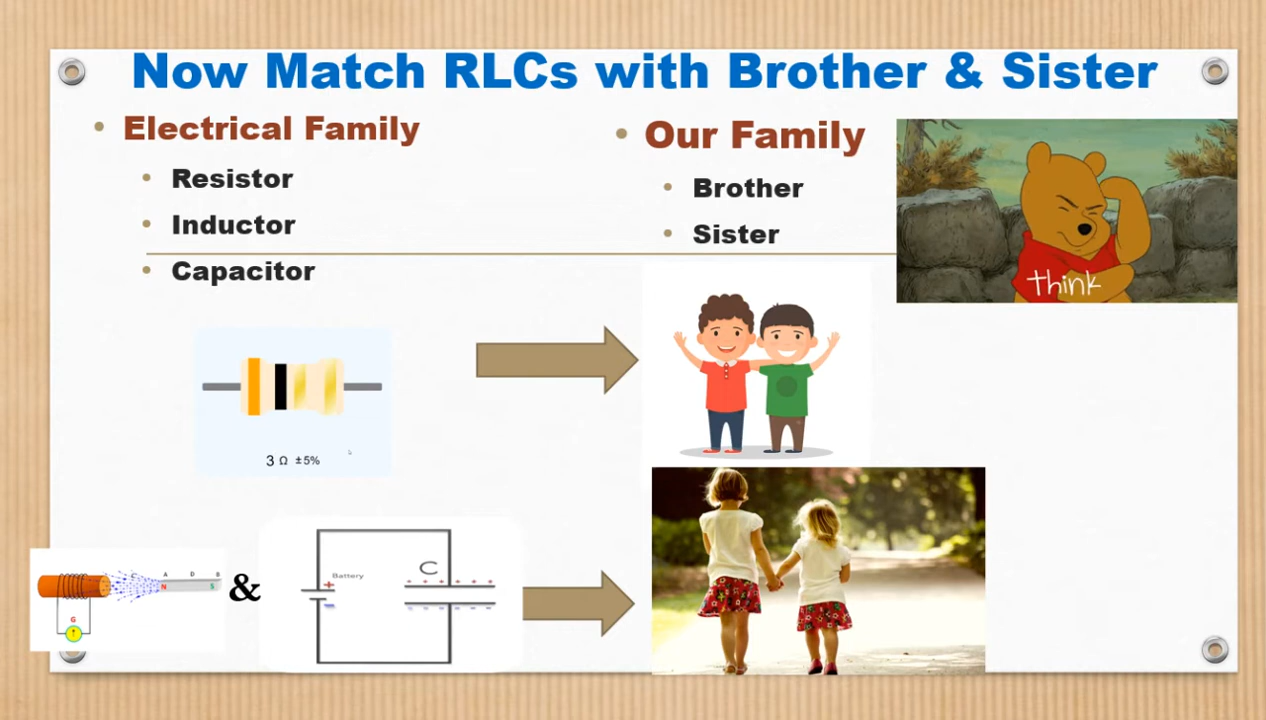 Now Match RLCs with Brother & Sister
• Electrical Family
• Resistor
• Inductor
• Capacitor
• Our Family
• Brother
• Sister
think
3 Ω ±5%
A D B
N S
G
&
Battery
+
-
C
+ + + + + +
- - - - - -